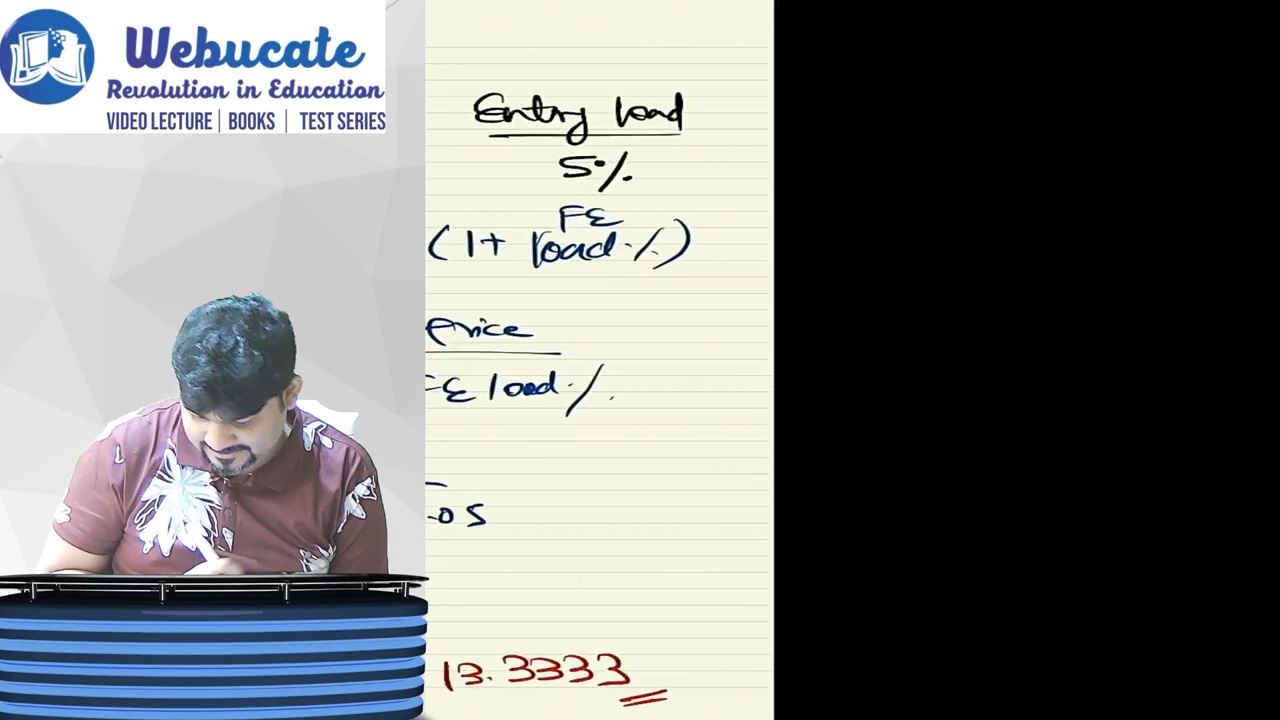 Webucate
Revolution in Education
VIDEO LECTURE | BOOKS | TEST SERIES
Entry load
5%
FE
(1+ load %)
Price
FE load %
.05
13.3333